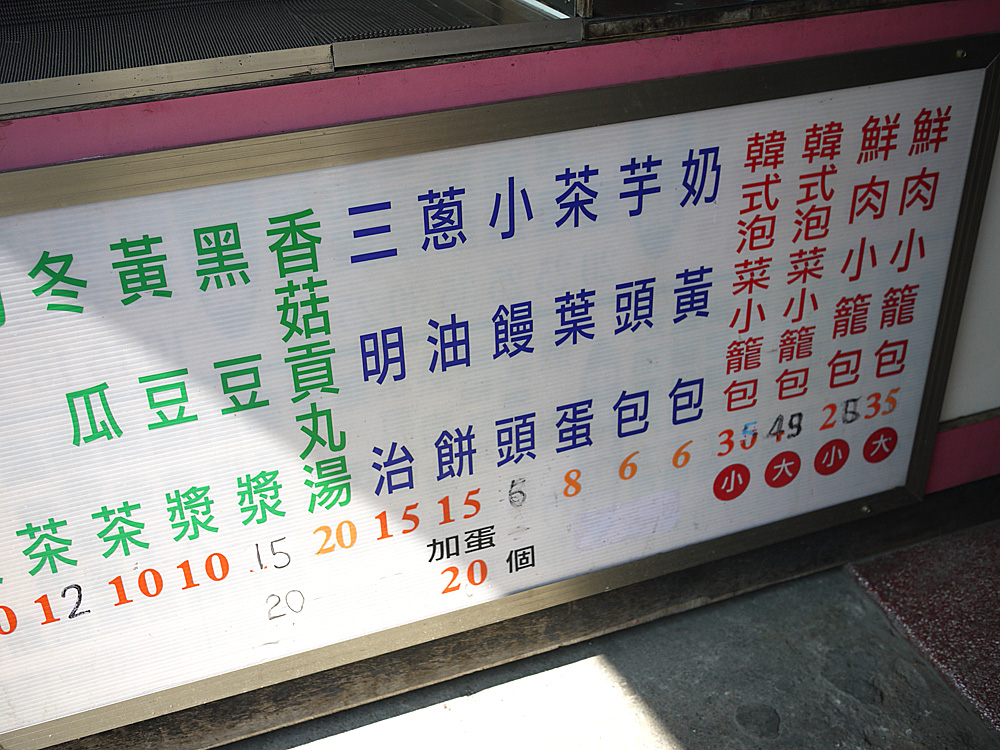 鮮肉小籠包
35
大
鮮肉小籠包
2
小
韓式泡菜小籠包
大
韓式泡菜小籠包
小
奶黃包
6
芋頭包
6
茶葉蛋
8
小饅頭
蔥油餅
15
加蛋
20
個
三明治
15
香菇貢丸湯
20
黑豆漿
15
20
黃豆漿
10
茶
10
冬瓜茶
12